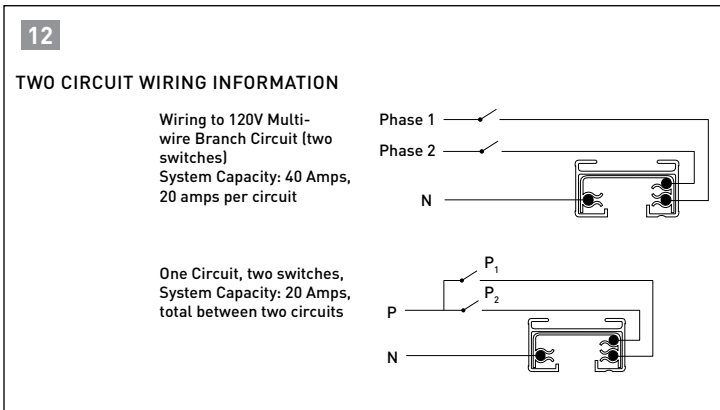 12
TWO CIRCUIT WIRING INFORMATION
Wiring to 120V Multi-
wire Branch Circuit (two
switches)
System Capacity: 40 Amps,
20 amps per circuit
Phase 1
Phase 2
N
One Circuit, two switches,
System Capacity: 20 Amps,
total between two circuits
P₁
P₂
P
N